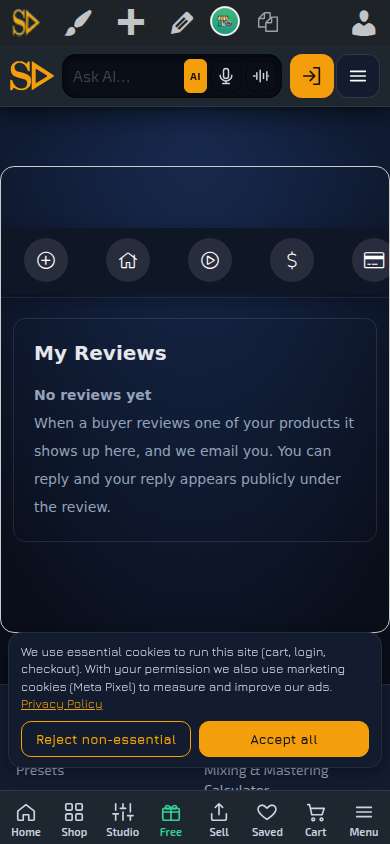 SD
SD
Ask AI...
AI
My Reviews
No reviews yet
When a buyer reviews one of your products it
shows up here, and we email you. You can
reply and your reply appears publicly under
the review.
We use essential cookies to run this site (cart, login,
checkout). With your permission we also use marketing
cookies (Meta Pixel) to measure and improve our ads.
Privacy Policy
Reject non-essential
Accept all
Presets
Mixing & Mastering
Calculator
Home
Shop
Studio
Free
Sell
Saved
Cart
Menu